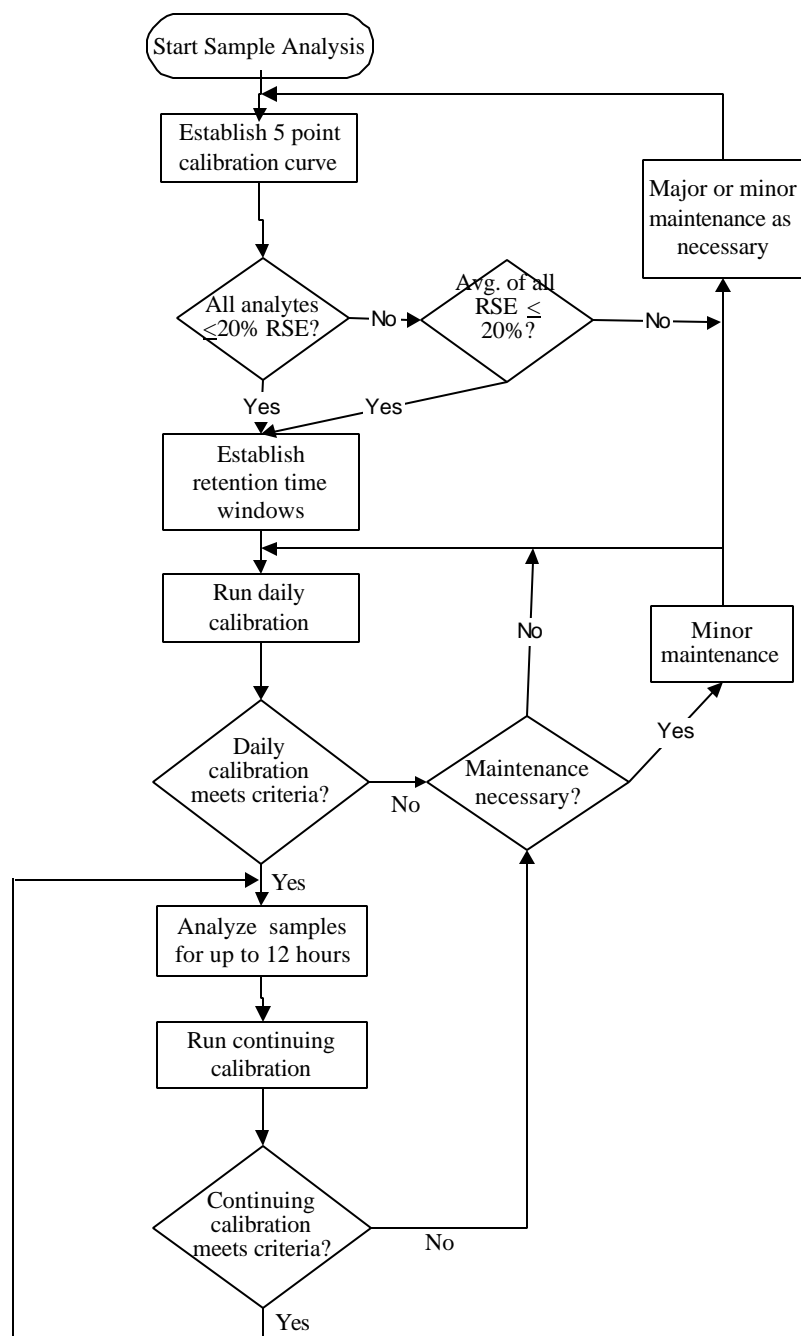 Start Sample Analysis
Establish 5 point
calibration curve
Major or minor
maintenance as
necessary
All analytes
≤20% RSE?
No
Avg. of all
RSE ≤
20%?
No
Yes
Yes
Establish
retention time
windows
Run daily
calibration
No
Minor
maintenance
Yes
Daily
calibration
meets criteria?
No
Maintenance
necessary?
Yes
Analyze samples
for up to 12 hours
Run continuing
calibration
Continuing
calibration
meets criteria?
No
Yes